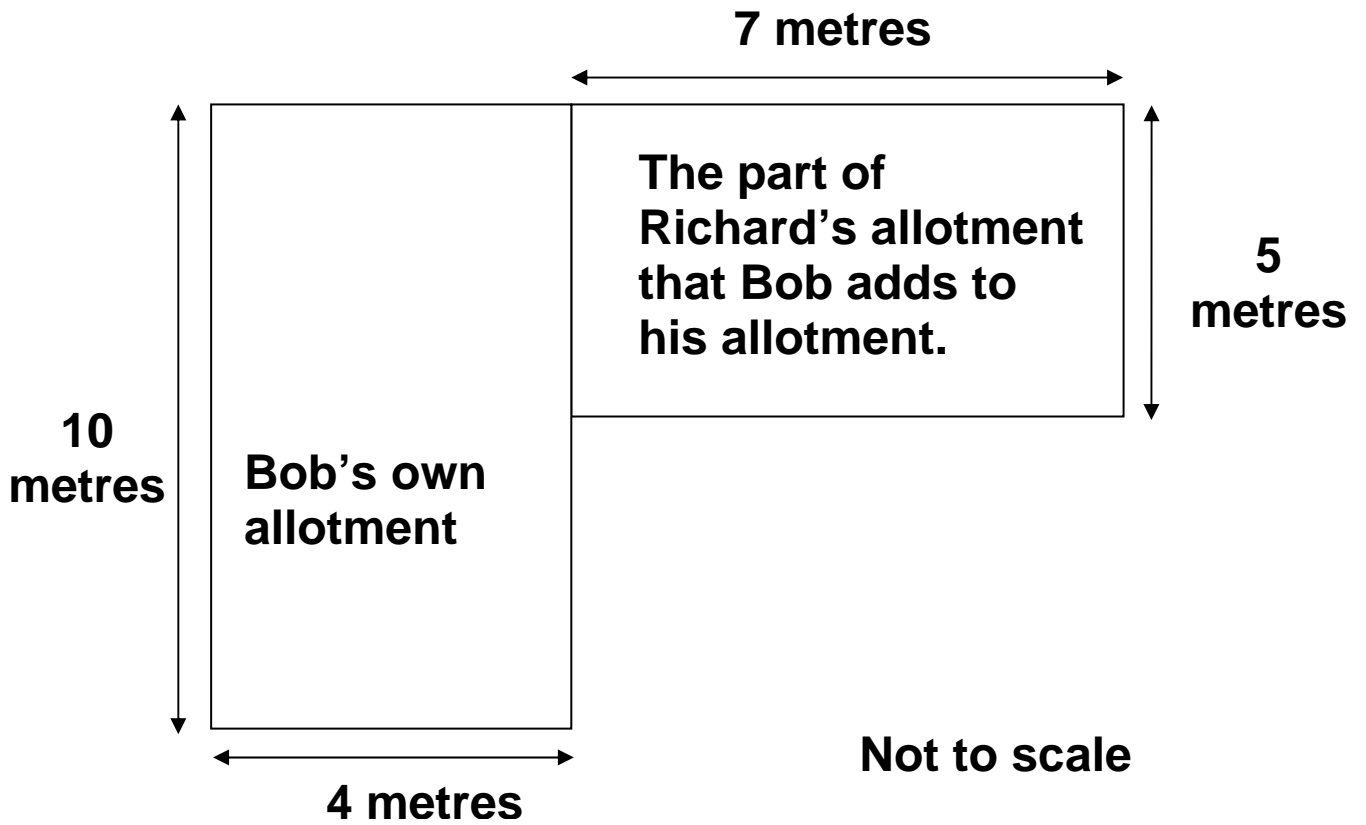 7 metres
The part of
Richard’s allotment
that Bob adds to
his allotment.
5
metres
10
metres
Bob’s own
allotment
Not to scale
4 metres